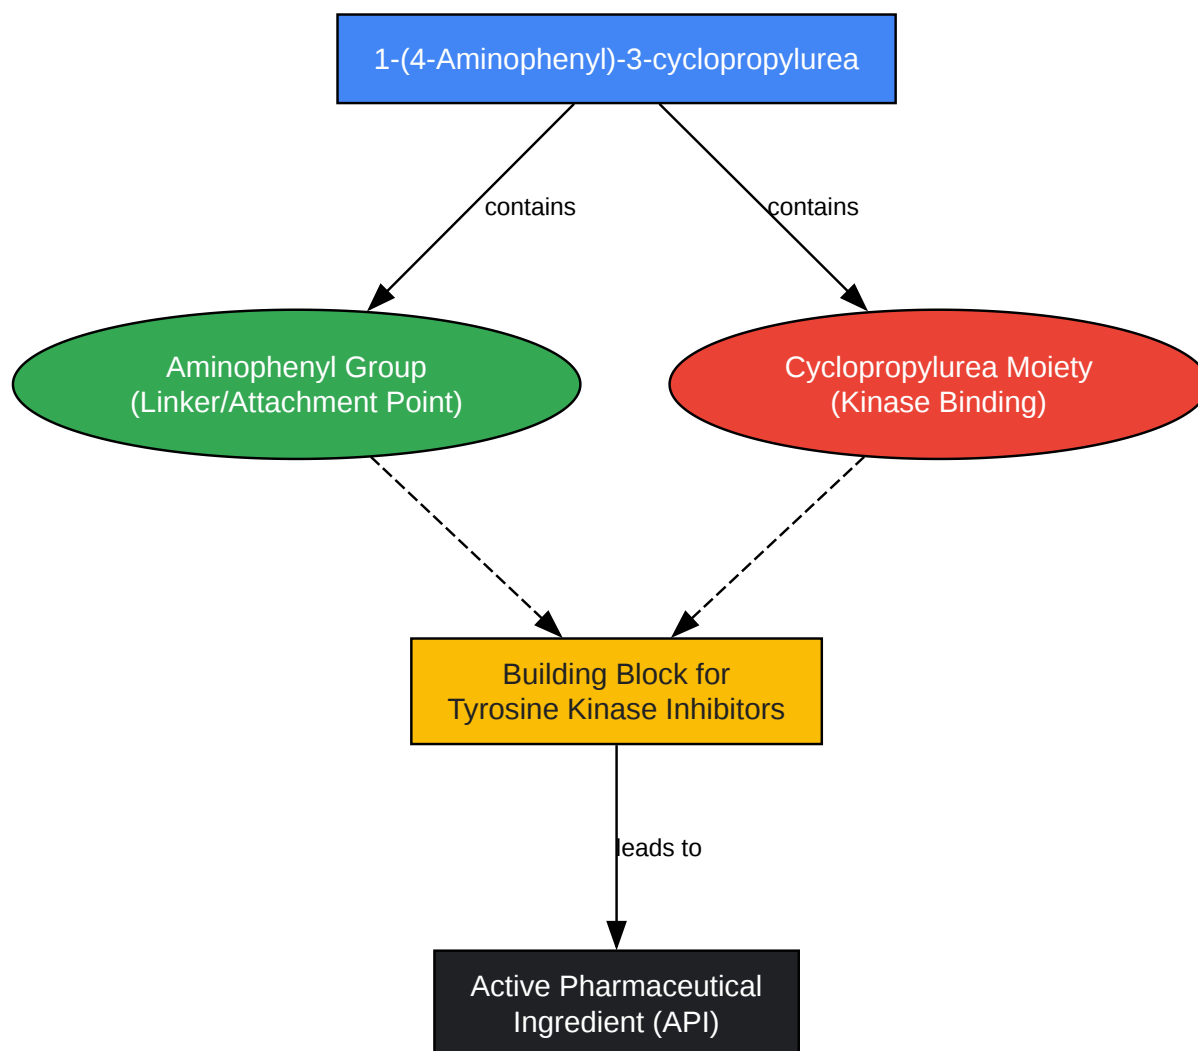 1-(4-Aminophenyl)-3-cyclopropylurea
contains
contains
Aminophenyl Group
(Linker/Attachment Point)
Cyclopropylurea Moiety
(Kinase Binding)
Building Block for
Tyrosine Kinase Inhibitors
leads to
Active Pharmaceutical
Ingredient (API)